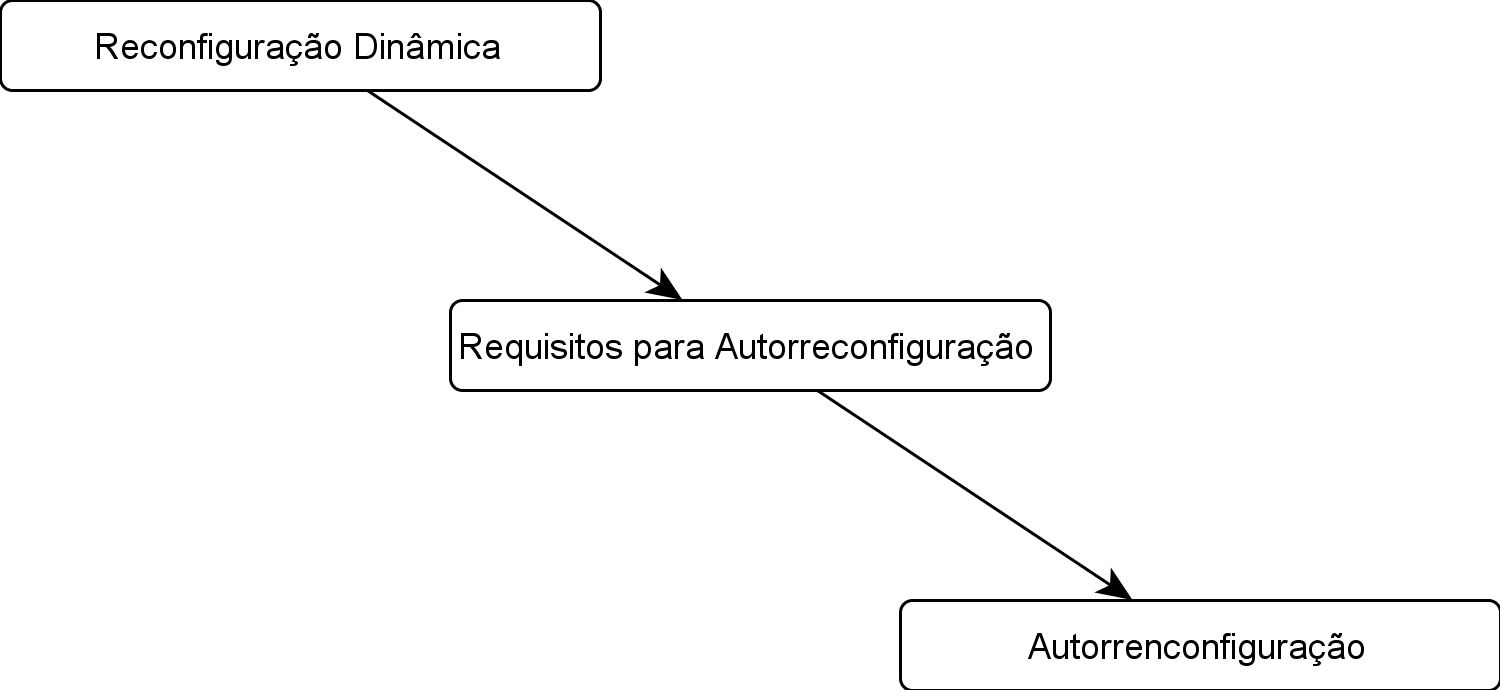 Reconfiguração Dinâmica
Requisitos para Autorreconfiguração
Autorrenconfiguração